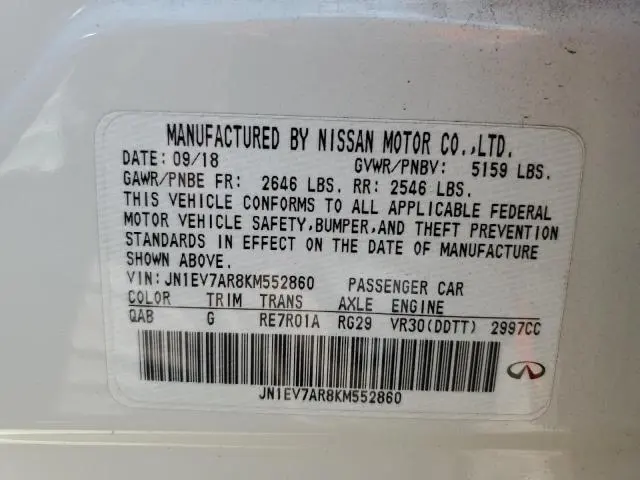 MANUFACTURED BY NISSAN MOTOR CO.,LTD.
DATE: 09/18 GVWR/PNBV: 5159 LBS.
GAWR/PNBE FR: 2646 LBS. RR: 2546 LBS.
THIS VEHICLE CONFORMS TO ALL APPLICABLE FEDERAL
MOTOR VEHICLE SAFETY,BUMPER,AND THEFT PREVENTION
STANDARDS IN EFFECT ON THE DATE OF MANUFACTURE
SHOWN ABOVE.
VIN:JN1EV7AR8KM552860 PASSENGER CAR
COLOR TRIM TRANS AXLE ENGINE
QAB G RE7R01A RG29 VR30(DDTT) 2997CC
JN1EV7AR8KM552860